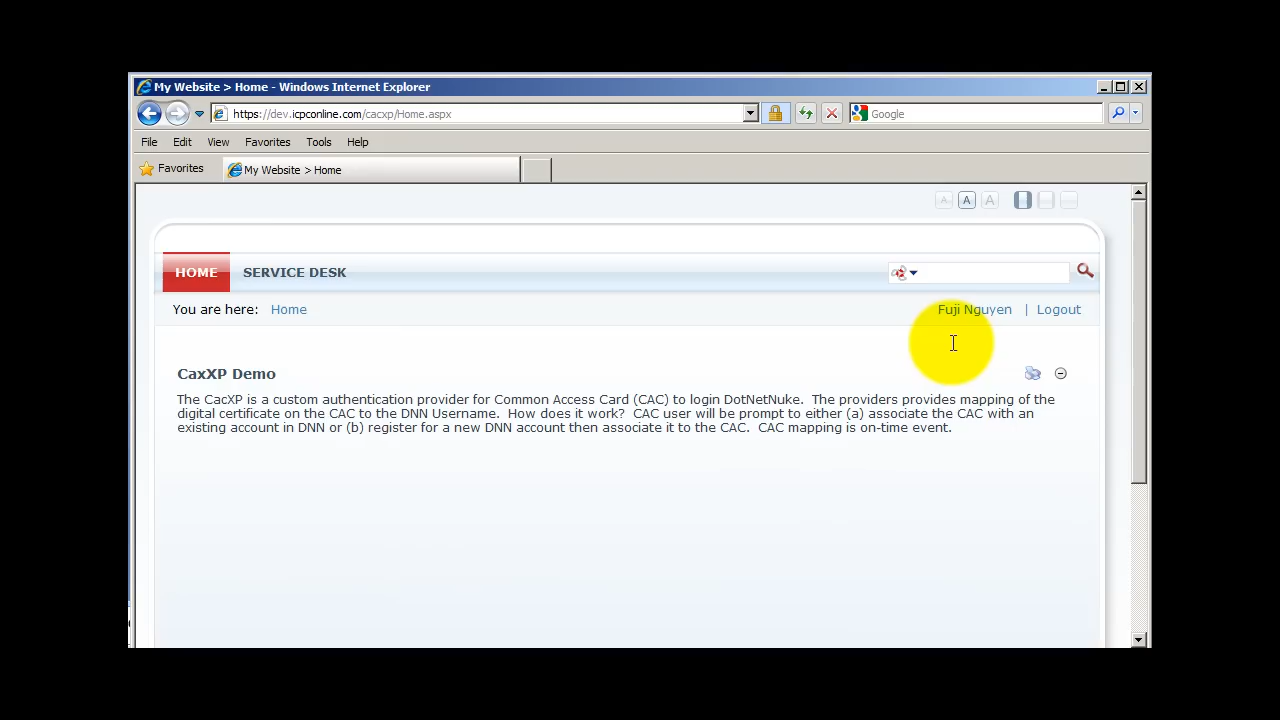 My Website > Home - Windows Internet Explorer
https://dev.icpconline.com/cacxp/Home.aspx
Google
File Edit View Favorites Tools Help
Favorites
My Website > Home
A A A
HOME SERVICE DESK
You are here: Home
Fuji Nguyen | Logout
CaxXP Demo
The CacXP is a custom authentication provider for Common Access Card (CAC) to login DotNetNuke. The providers provides mapping of the
digital certificate on the CAC to the DNN Username. How does it work? CAC user will be prompt to either (a) associate the CAC with an
existing account in DNN or (b) register for a new DNN account then associate it to the CAC. CAC mapping is on-time event.